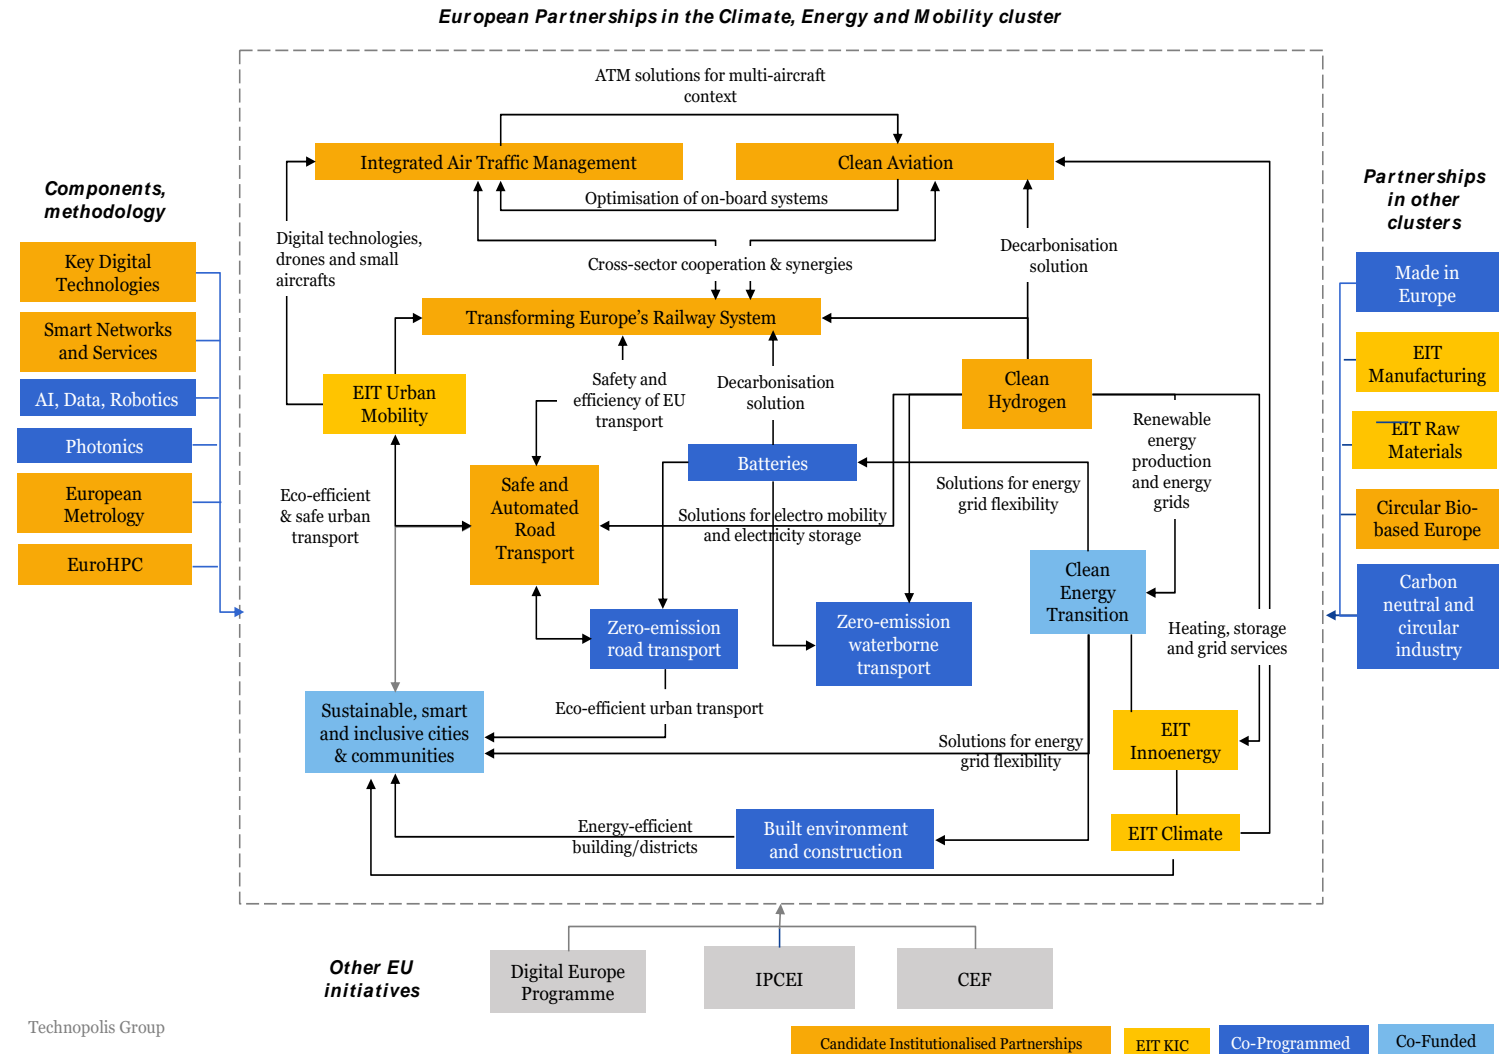 European Partnerships in the Climate, Energy and Mobility cluster
ATM solutions for multi-aircraft
context
Integrated Air Traffic Management
Clean Aviation
Optimisation of on-board systems
Components,
methodology
Key Digital
Technologies
Smart Networks
and Services
AI, Data, Robotics
Photonics
European
Metrology
EuroHPC
Digital technologies,
drones and small
aircrafts
Cross-sector cooperation & synergies
Decarbonisation
solution
Transforming Europe's Railway System
EIT Urban
Mobility
Safety and
efficiency of EU
transport
Decarbonisation
solution
Clean
Hydrogen
Renewable
energy
production
and energy
grids
Batteries
Eco-efficient
& safe urban
transport
Safe and
Automated
Road
Transport
Solutions for electro mobility
and electricity storage
Solutions for energy
grid flexibility
Clean
Energy
Transition
Zero-emission
road transport
Zero-emission
waterborne
transport
Heating, storage
and grid services
Sustainable, smart
and inclusive cities
& communities
Eco-efficient urban transport
Solutions for energy
grid flexibility
EIT
Innoenergy
Energy-efficient
building/districts
Built environment
and construction
EIT Climate
Partnerships
in other
clusters
Made in
Europe
EIT
Manufacturing
EIT Raw
Materials
Circular Bio-
based Europe
Carbon
neutral and
circular
industry
Other EU
initiatives
Digital Europe
Programme
IPCEI
CEF
Technopolis Group
Candidate Institutionalised Partnerships
EIT KIC
Co-Programmed
Co-Funded